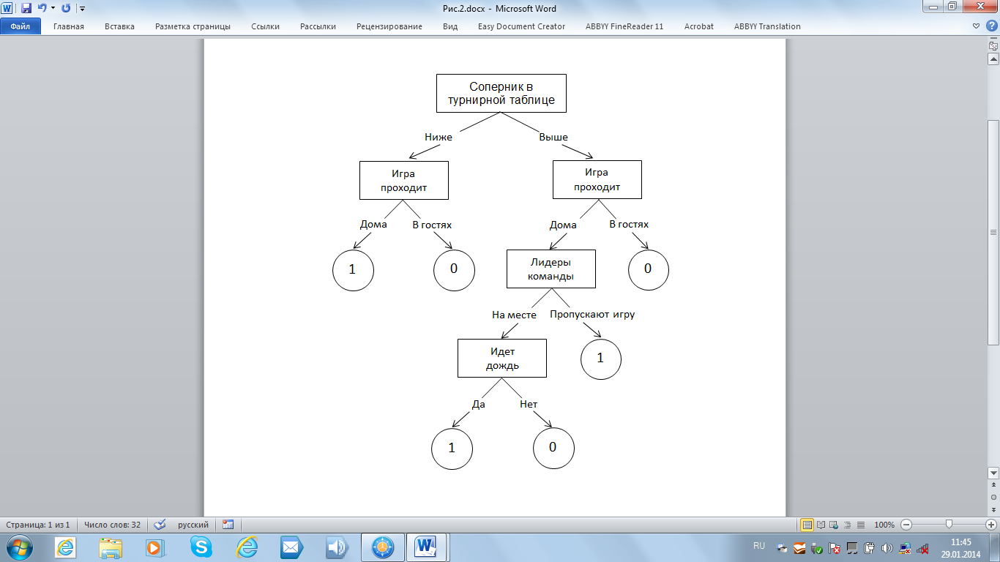 Рис.2.docx - Microsoft Word
Файл
Главная
Вставка
Разметка страницы
Ссылки
Рассылки
Рецензирование
Вид
Easy Document Creator
ABBYY FineReader 11
Acrobat
ABBYY Translation
Соперник в
турнирной таблице
Ниже
Выше
Игра
проходит
Игра
проходит
Дома
В гостях
Дома
В гостях
1
0
Лидеры
команды
0
На месте
Пропускают игру
Идет
дождь
1
Да
Нет
1
0
Страница: 1 из 1
Число слов: 32
русский
100%
RU
11:45
29.01.2014